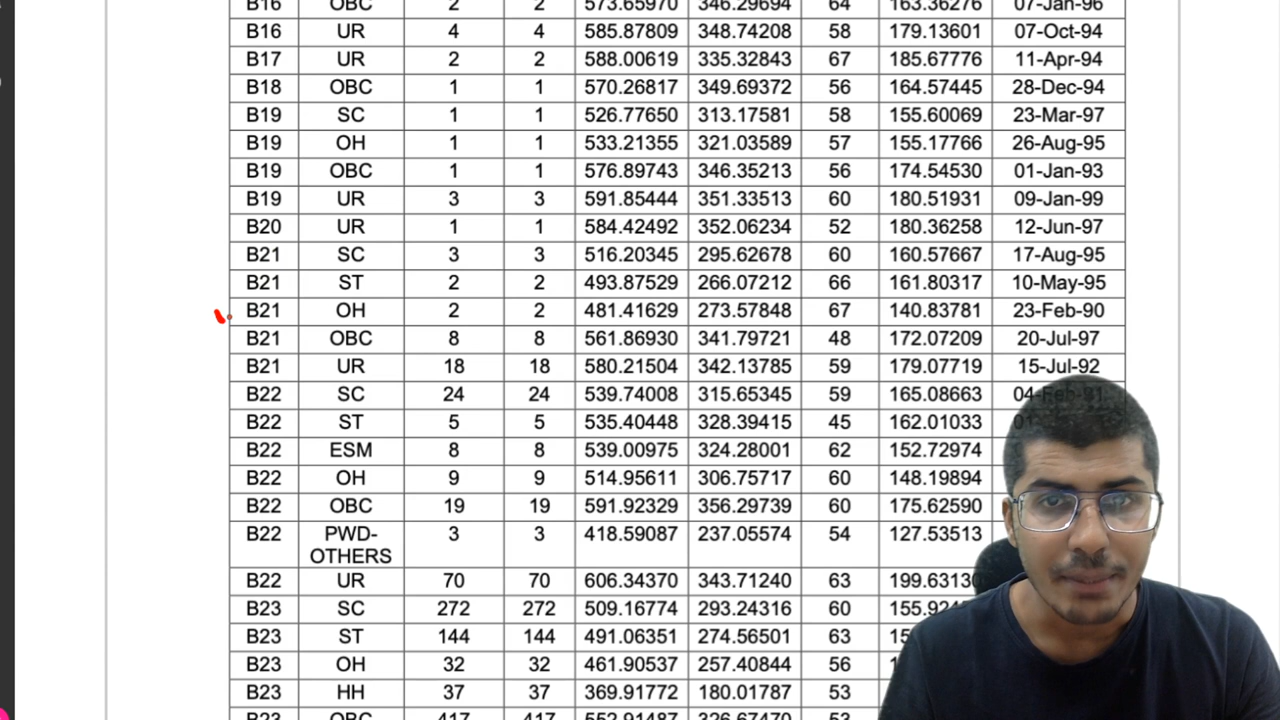 B16 OBC 2 2 573.65970 346.29694 64 163.36276 07-Jan-96
B16 UR 4 4 585.87809 348.74208 58 179.13601 07-Oct-94
B17 UR 2 2 588.00619 335.32843 67 185.67776 11-Apr-94
B18 OBC 1 1 570.26817 349.69372 56 164.57445 28-Dec-94
B19 SC 1 1 526.77650 313.17581 58 155.60069 23-Mar-97
B19 OH 1 1 533.21355 321.03589 57 155.17766 26-Aug-95
B19 OBC 1 1 576.89743 346.35213 56 174.54530 01-Jan-93
B19 UR 3 3 591.85444 351.33513 60 180.51931 09-Jan-99
B20 UR 1 1 584.42492 352.06234 52 180.36258 12-Jun-97
B21 SC 3 3 516.20345 295.62678 60 160.57667 17-Aug-95
B21 ST 2 2 493.87529 266.07212 66 161.80317 10-May-95
B21 OH 2 2 481.41629 273.57848 67 140.83781 23-Feb-90
B21 OBC 8 8 561.86930 341.79721 48 172.07209 20-Jul-97
B21 UR 18 18 580.21504 342.13785 59 179.07719 15-Jul-92
B22 SC 24 24 539.74008 315.65345 59 165.08663
B22 ST 5 5 535.40448 328.39415 45 162.01033
B22 ESM 8 8 539.00975 324.28001 62 152.72974
B22 OH 9 9 514.95611 306.75717 60 148.19894
B22 OBC 19 19 591.92329 356.29739 60 175.62590
B22 PWD- 3 3 418.59087 237.05574 54 127.53513
OTHERS
B22 UR 70 70 606.34370 343.71240 63 199.63130
B23 SC 272 272 509.16774 293.24316 60
B23 ST 144 144 491.06351 274.56501 63
B23 OH 32 32 461.90537 257.40844 56
B23 HH 37 37 369.91772 180.01787 53
B23 OBC 417 417 552.91487 326.67470 53